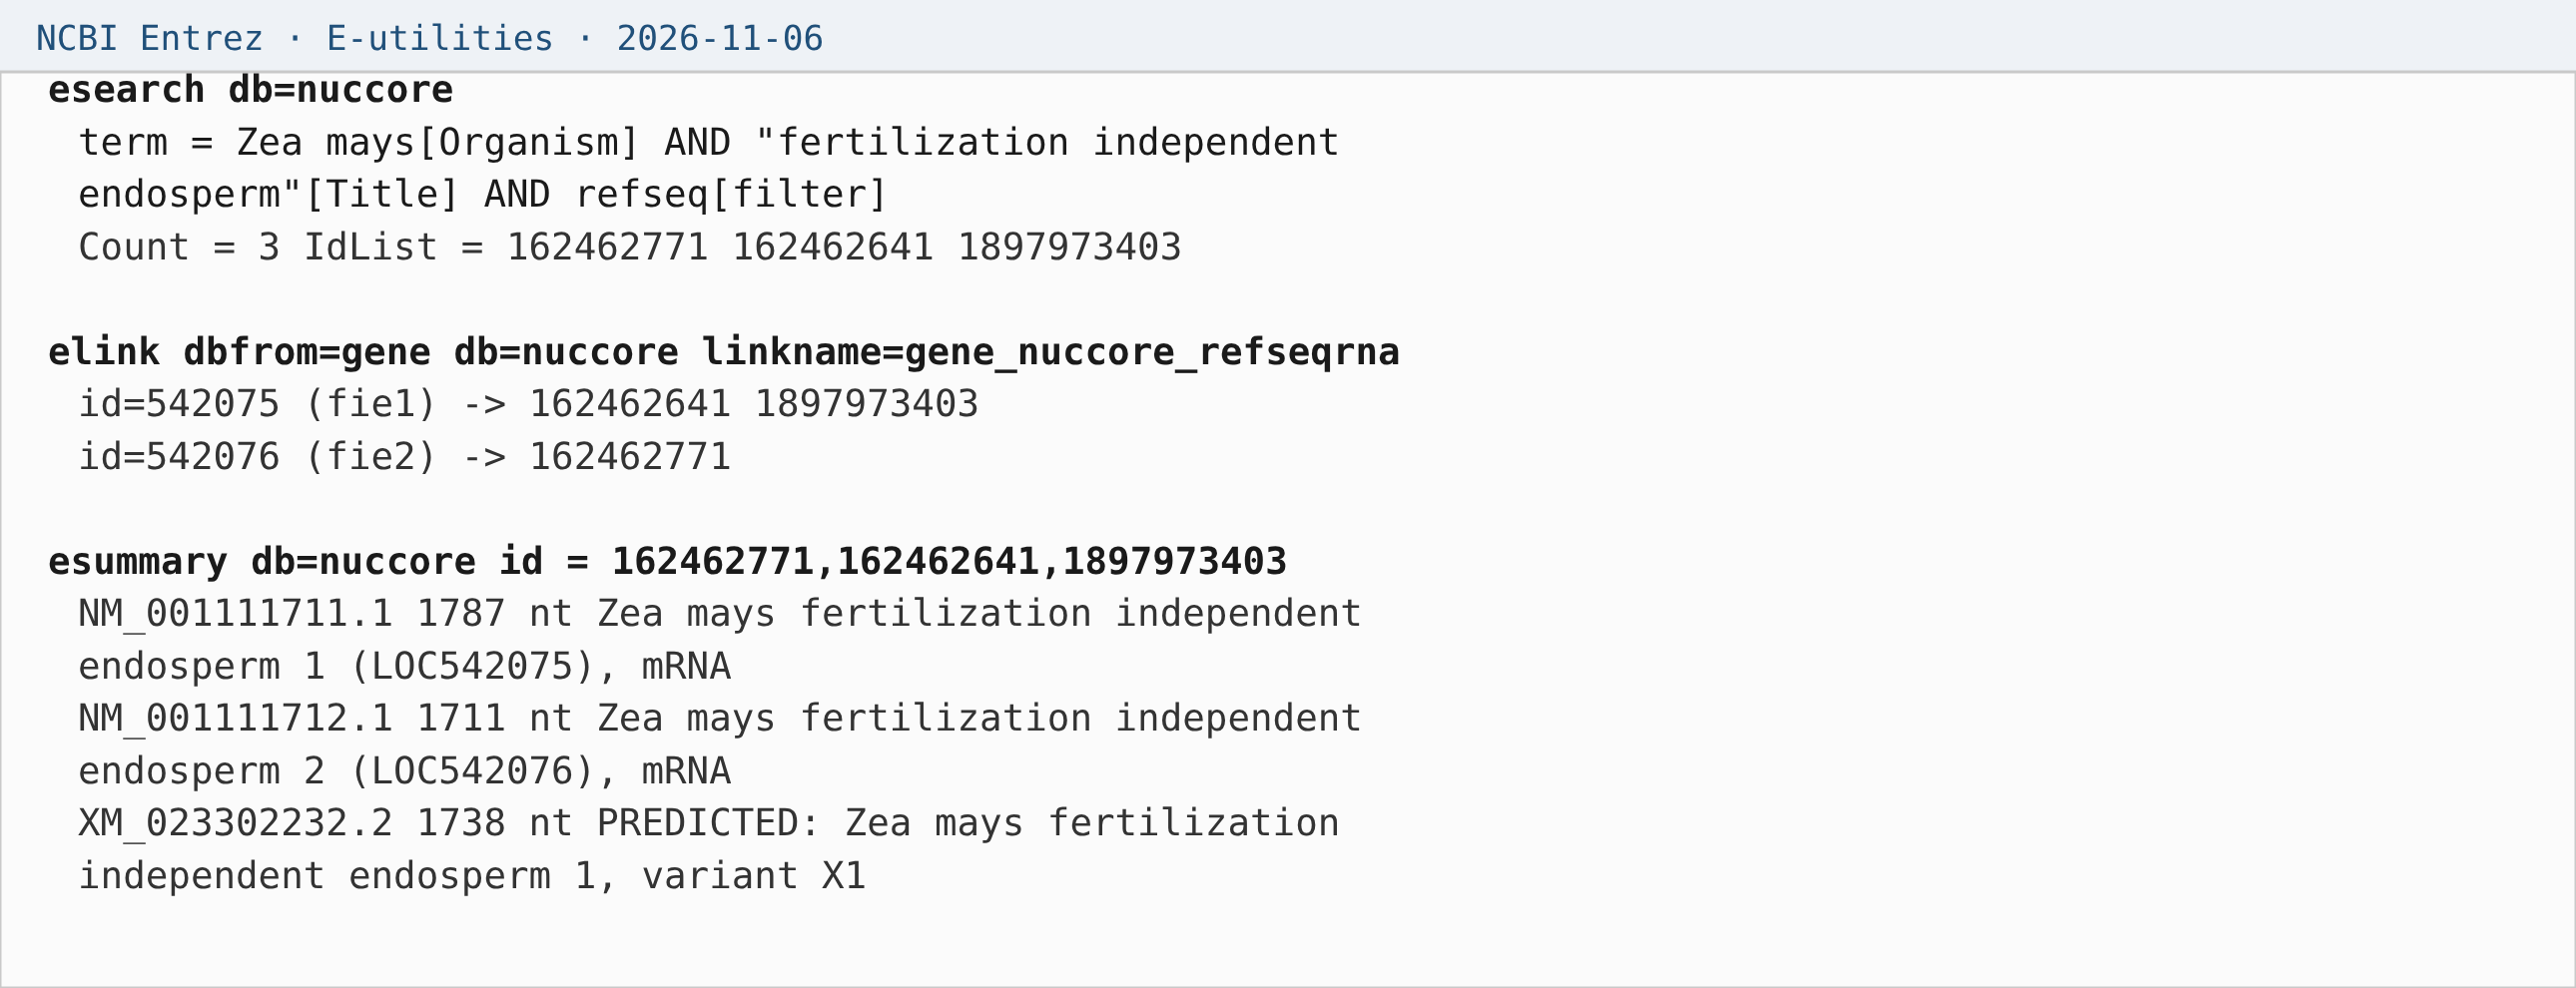 NCBI Entrez · E-utilities · 2026-11-06
esearch db=nuccore
term = Zea mays[Organism] AND "fertilization independent
endosperm"[Title] AND refseq[filter]
Count = 3 IdList = 162462771 162462641 1897973403
elink dbfrom=gene db=nuccore linkname=gene_nuccore_refseqrna
id=542075 (fie1) -> 162462641 1897973403
id=542076 (fie2) -> 162462771
esummary db=nuccore id = 162462771,162462641,1897973403
NM_001111711.1 1787 nt Zea mays fertilization independent
endosperm 1 (LOC542075), mRNA
NM_001111712.1 1711 nt Zea mays fertilization independent
endosperm 2 (LOC542076), mRNA
XM_023302232.2 1738 nt PREDICTED: Zea mays fertilization
independent endosperm 1, variant X1